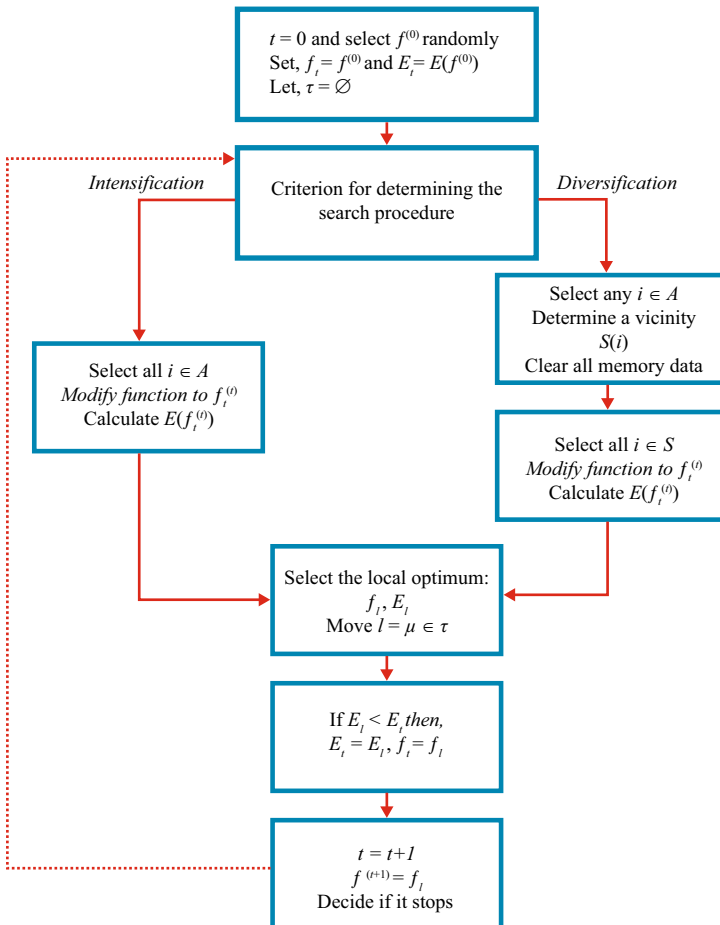 t = 0 and select f⁽⁰⁾ randomly
Set, fₜ = f⁽⁰⁾ and Eₜ = E(f⁽⁰⁾)
Let, τ = ∅
Intensification
Criterion for determining the
search procedure
Diversification
Select any i ∈ A
Determine a vicinity
S(i)
Clear all memory data
Select all i ∈ A
Modify function to fₜ⁽ᵗ⁾
Calculate E(fₜ⁽ᵗ⁾)
Select all i ∈ S
Modify function to fₜ⁽ᵗ⁾
Calculate E(fₜ⁽ᵗ⁾)
Select the local optimum:
fₗ, Eₗ
Move l = μ ∈ τ
If Eₗ < Eₜ then,
Eₜ = Eₗ, fₜ = fₗ
t = t+1
f⁽ᵗ⁺¹⁾ = fₗ
Decide if it stops